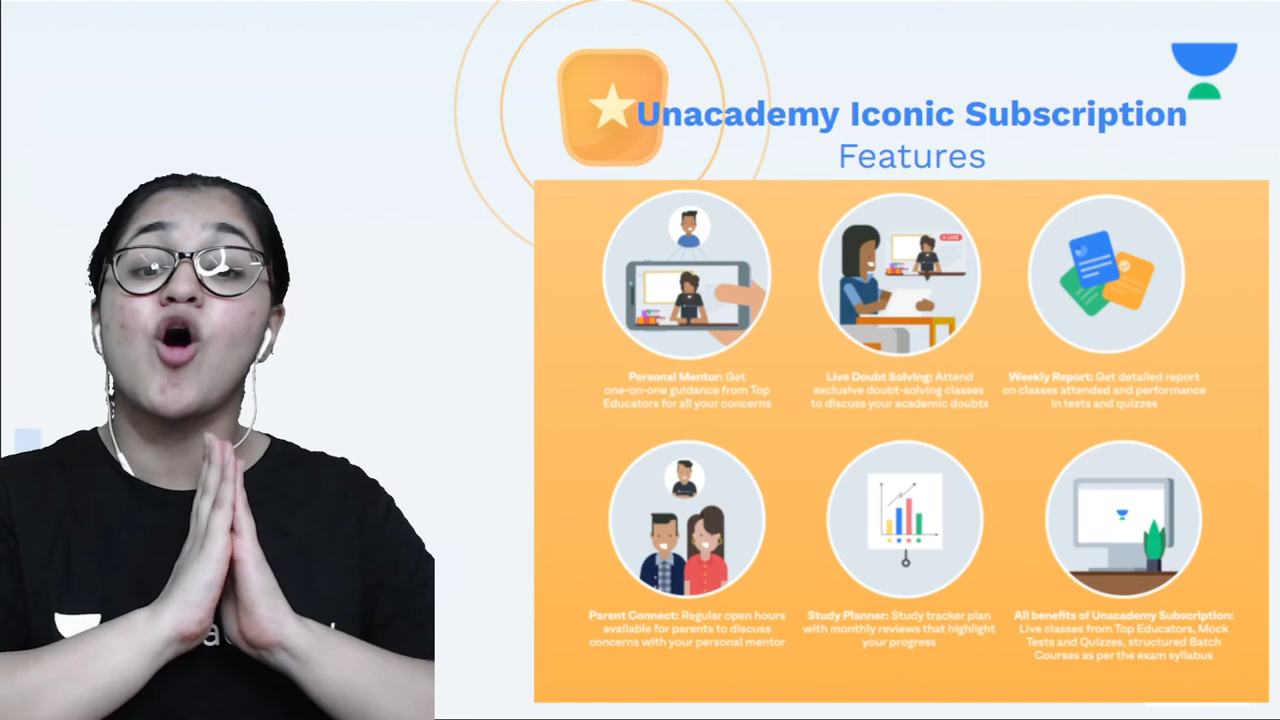 Unacademy Iconic Subscription
Features
LIVE
Personal Mentor: Get
one-on-one guidance from Top
Educators for all your concerns
Live Doubt Solving: Attend
exclusive doubt-solving classes
to discuss your academic doubts
Weekly Report: Get detailed report
on classes attended and performance
in tests and quizzes
Parent Connect: Regular open hours
available for parents to discuss
concerns with your personal mentor
Study Planner: Study tracker plan
with monthly reviews that highlight
your progress
All benefits of Unacademy Subscription:
Live classes from Top Educators, Mock
Tests and Quizzes, structured Batch
Courses as per the exam syllabus